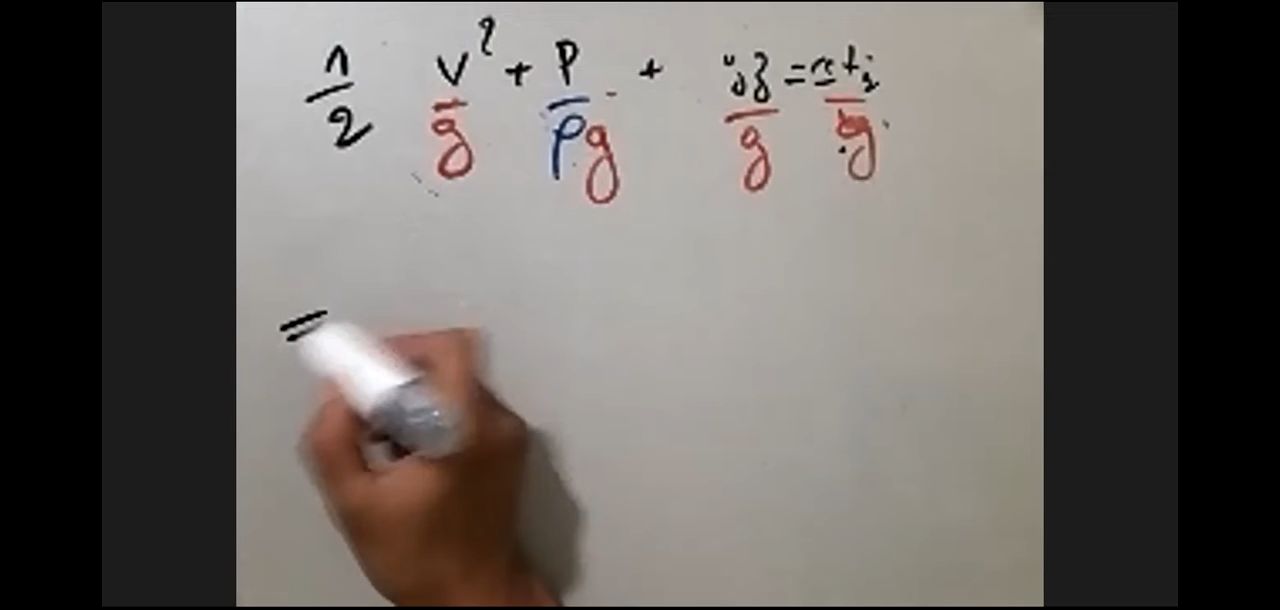 1/2 v²/g + P/ρg + gz/g = cte/g
=